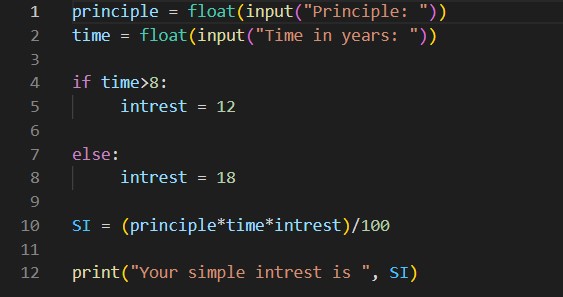 1 principle = float(input("Principle: "))
2 time = float(input("Time in years: "))
3
4 if time>8:
5     intrest = 12
6
7 else:
8     intrest = 18
9
10 SI = (principle*time*intrest)/100
11
12 print("Your simple intrest is ", SI)